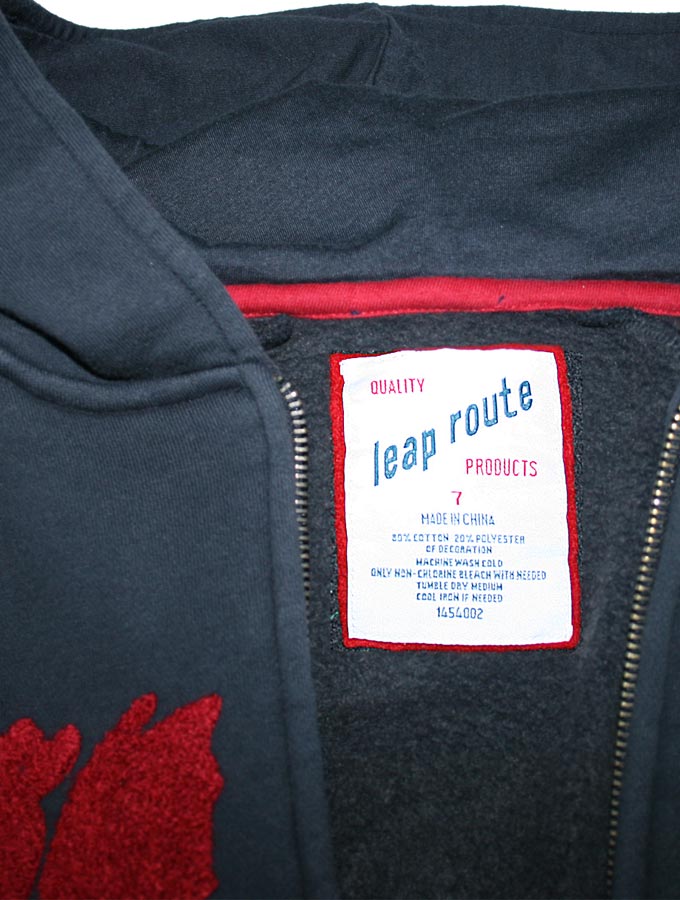 QUALITY
leap route
PRODUCTS
7
MADE IN CHINA
80% COTTON 20% POLYESTER
OF DECORATION
MACHINE WASH COLD
ONLY NON-CHLORINE BLEACH WITH NEEDED
TUMBLE DRY MEDIUM
COOL IRON IF NEEDED
1454002